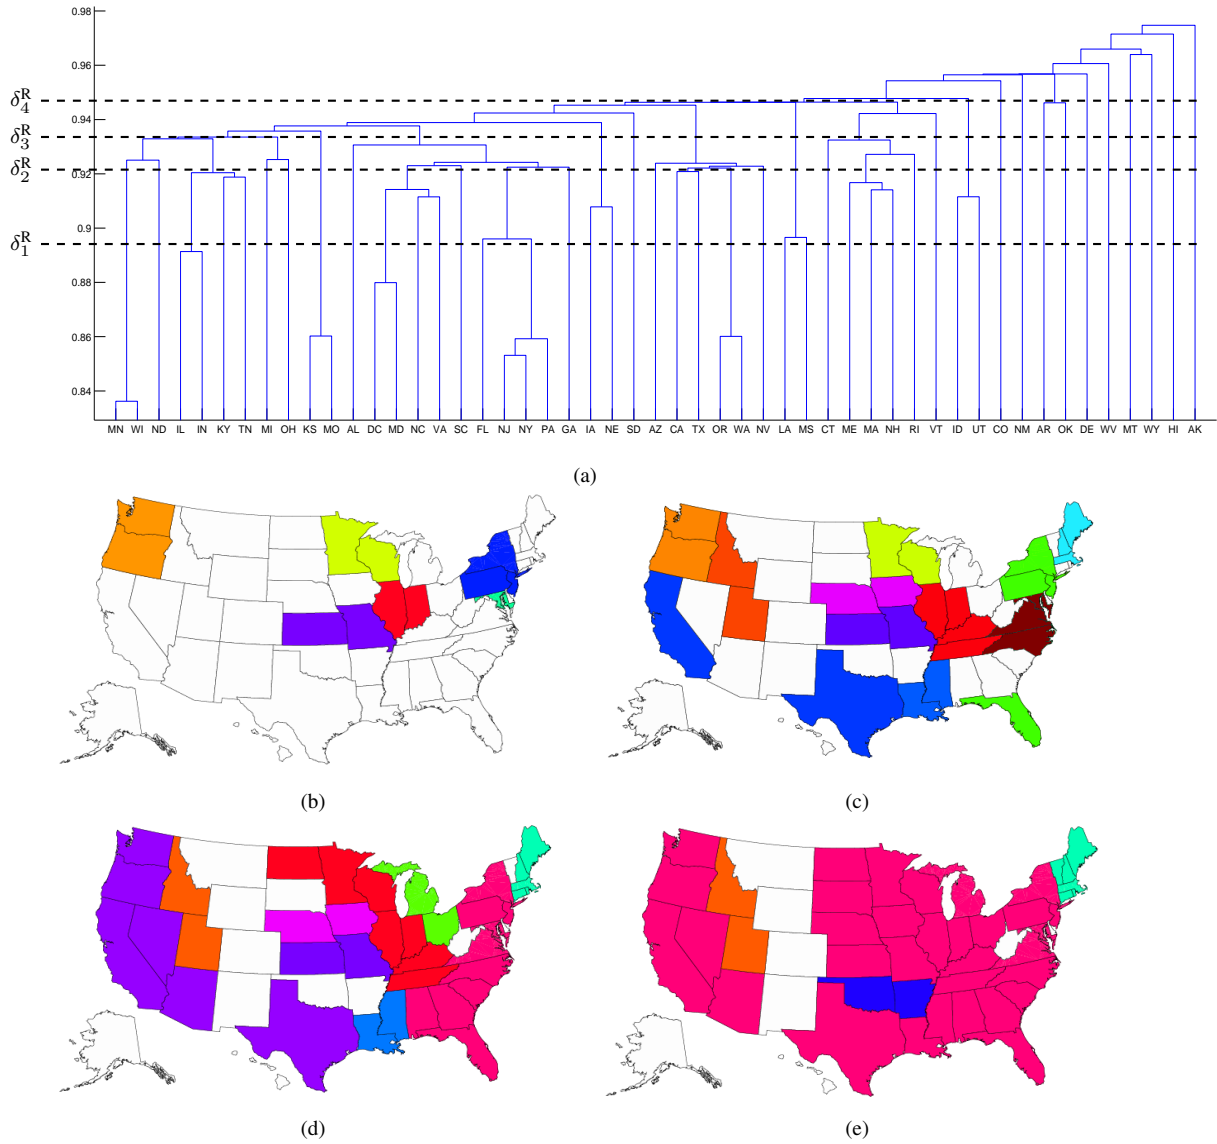 0.98
0.96
δ₄ᴿ
0.94
δ₃ᴿ
δ₂ᴿ
0.92
0.9
δ₁ᴿ
0.88
0.86
0.84
MN WI ND IL IN KY TN MI OH KS MO AL DC MD NC VA SC FL NJ NY PA GA IA NE SD AZ CA TX OR WA NV LA MS CT ME MA NH RI VT ID UT CO NM AR OK DE WV MT WY HI AK
(a)
(b) (c)
(d) (e)